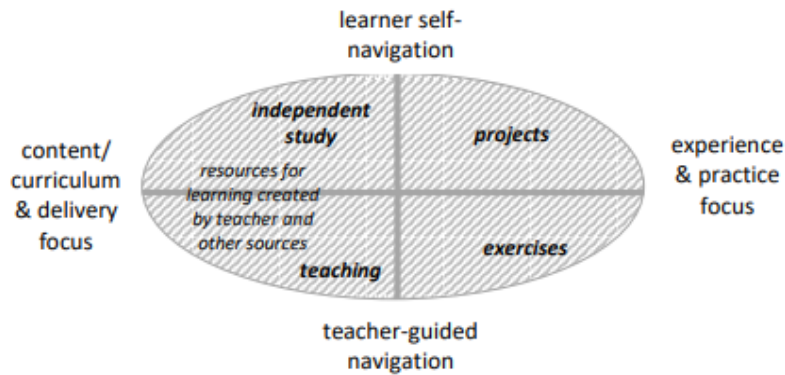 learner self-
navigation
independent
study
projects
content/
curriculum
& delivery
focus
resources for
learning created
by teacher and
other sources
experience
& practice
focus
teaching
exercises
teacher-guided
navigation